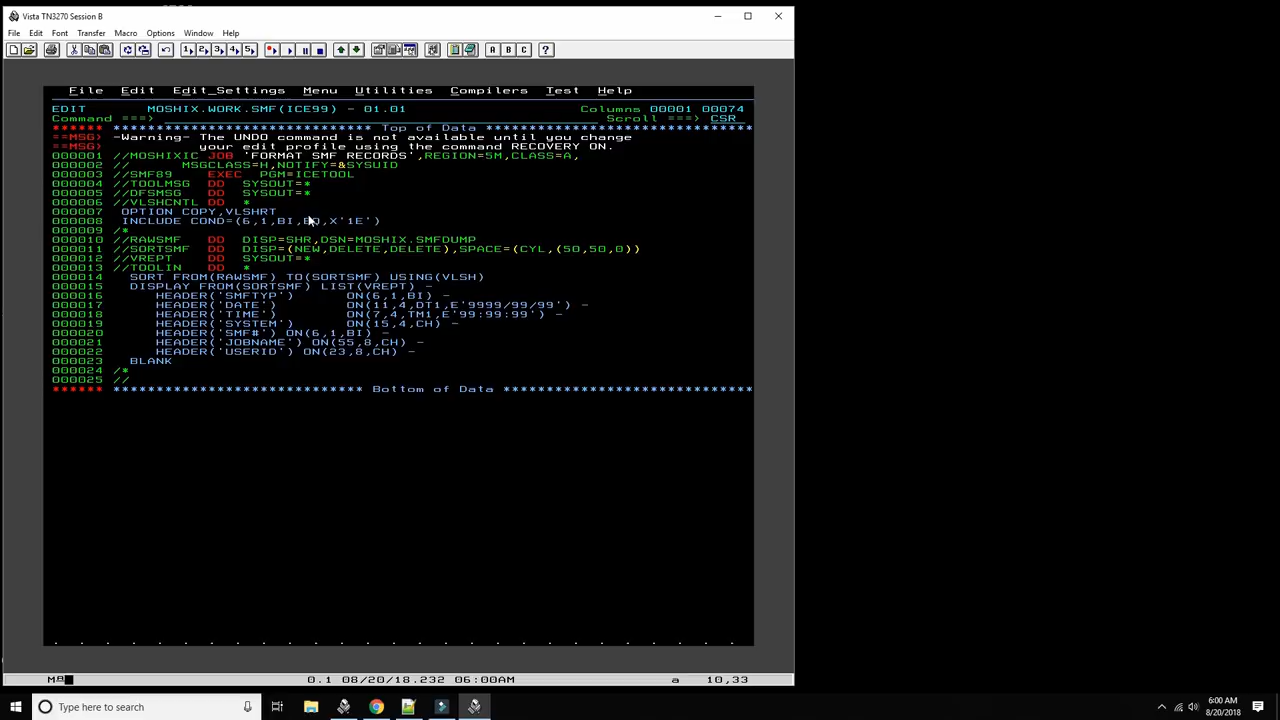 Vista TN3270 Session B
File Edit Font Transfer Macro Options Window Help
1 2 3 4 5 A B C ?
File Edit Edit_Settings Menu Utilities Compilers Test Help
EDIT MOSHIX.WORK.SMF(ICE99) - 01.01 Columns 00001 00074
Command ===> Scroll ===> CSR
****** **************************** Top of Data ******************************
==MSG> -Warning- The UNDO command is not available until you change
==MSG> your edit profile using the command RECOVERY ON.
000001 //MOSHIXIC JOB 'FORMAT SMF RECORDS',REGION=5M,CLASS=A,
000002 // MSGCLASS=H,NOTIFY=&SYSUID
000003 //SMF89 EXEC PGM=ICETOOL
000004 //TOOLMSG DD SYSOUT=*
000005 //DFSMSG DD SYSOUT=*
000006 //VLSHCNTL DD *
000007 OPTION COPY,VLSHRT
000008 INCLUDE COND=(6,1,BI,EQ,X'1E')
000009 /*
000010 //RAWSMF DD DISP=SHR,DSN=MOSHIX.SMFDUMP
000011 //SORTSMF DD DISP=(NEW,DELETE,DELETE),SPACE=(CYL,(50,50,0))
000012 //VREPT DD SYSOUT=*
000013 //TOOLIN DD *
000014 SORT FROM(RAWSMF) TO(SORTSMF) USING(VLSH)
000015 DISPLAY FROM(SORTSMF) LIST(VREPT) -
000016 HEADER('SMFTYP') ON(6,1,BI) -
000017 HEADER('DATE') ON(11,4,DT1,E'9999/99/99') -
000018 HEADER('TIME') ON(7,4,TM1,E'99:99:99') -
000019 HEADER('SYSTEM') ON(15,4,CH) -
000020 HEADER('SMF#') ON(6,1,BI) -
000021 HEADER('JOBNAME') ON(55,8,CH) -
000022 HEADER('USERID') ON(23,8,CH) -
000023 BLANK
000024 /*
000025 //
****** *************************** Bottom of Data ****************************
0.1 08/20/18.232 06:00AM a 10,33
Type here to search
6:00 AM
8/20/2018